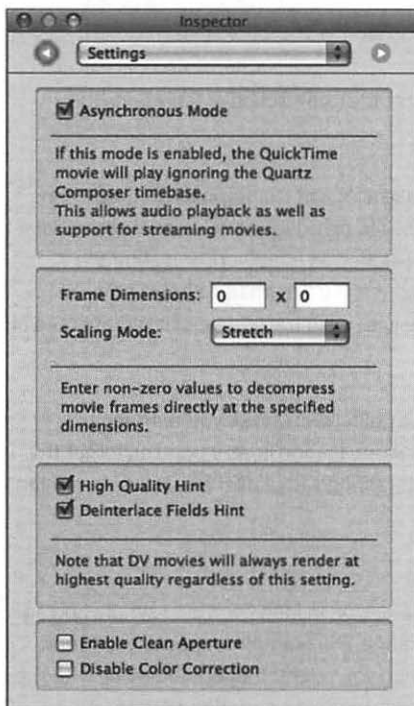 Inspector
Settings
Asynchronous Mode
If this mode is enabled, the QuickTime
movie will play ignoring the Quartz
Composer timebase.
This allows audio playback as well as
support for streaming movies.
Frame Dimensions: 0 x 0
Scaling Mode: Stretch
Enter non-zero values to decompress
movie frames directly at the specified
dimensions.
High Quality Hint
Deinterlace Fields Hint
Note that DV movies will always render at
highest quality regardless of this setting.
Enable Clean Aperture
Disable Color Correction